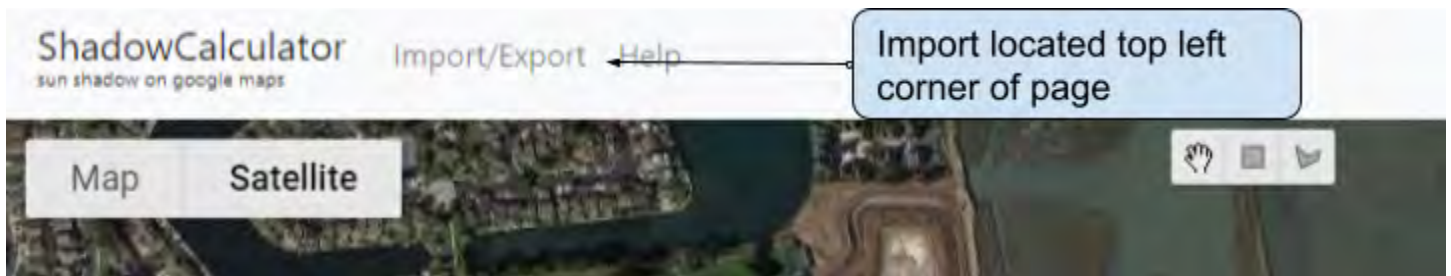 ShadowCalculator
sun shadow on google maps
Import/Export Help
Import located top left
corner of page
Map Satellite